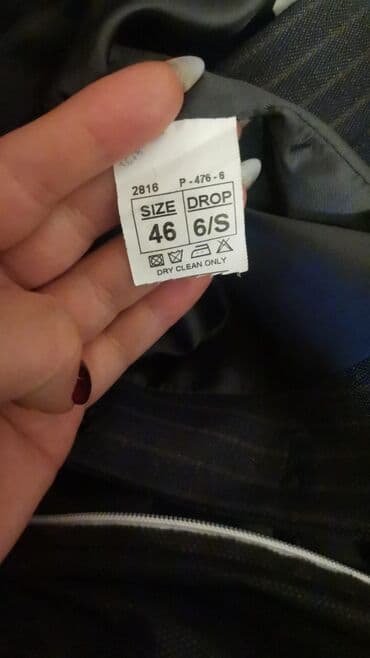 2816 P-476-6
SIZE DROP
46 6/S
DRY CLEAN ONLY